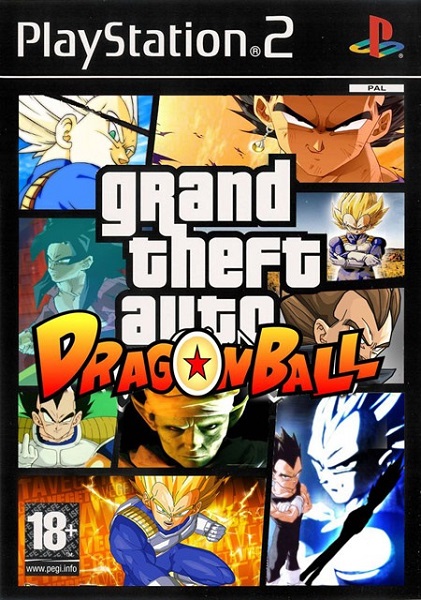 PlayStation®2
PAL
grand
theft
auto
DRAGONBALL
18+
www.pegi.info